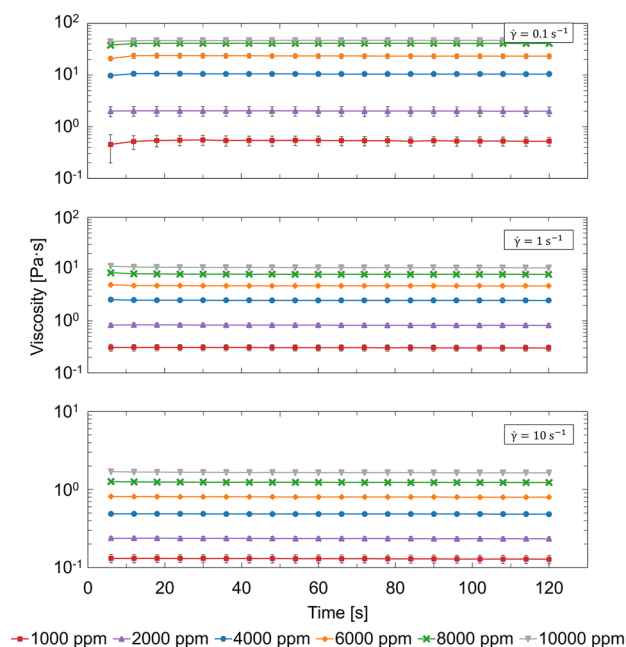 10²
10¹
10⁰
10⁻¹
γ̇ = 0.1 s⁻¹
10²
10¹
10⁰
10⁻¹
γ̇ = 1 s⁻¹
Viscosity [Pa·s]
10¹
10⁰
10⁻¹
γ̇ = 10 s⁻¹
0 20 40 60 80 100 120
Time [s]
1000 ppm 2000 ppm 4000 ppm 6000 ppm 8000 ppm 10000 ppm